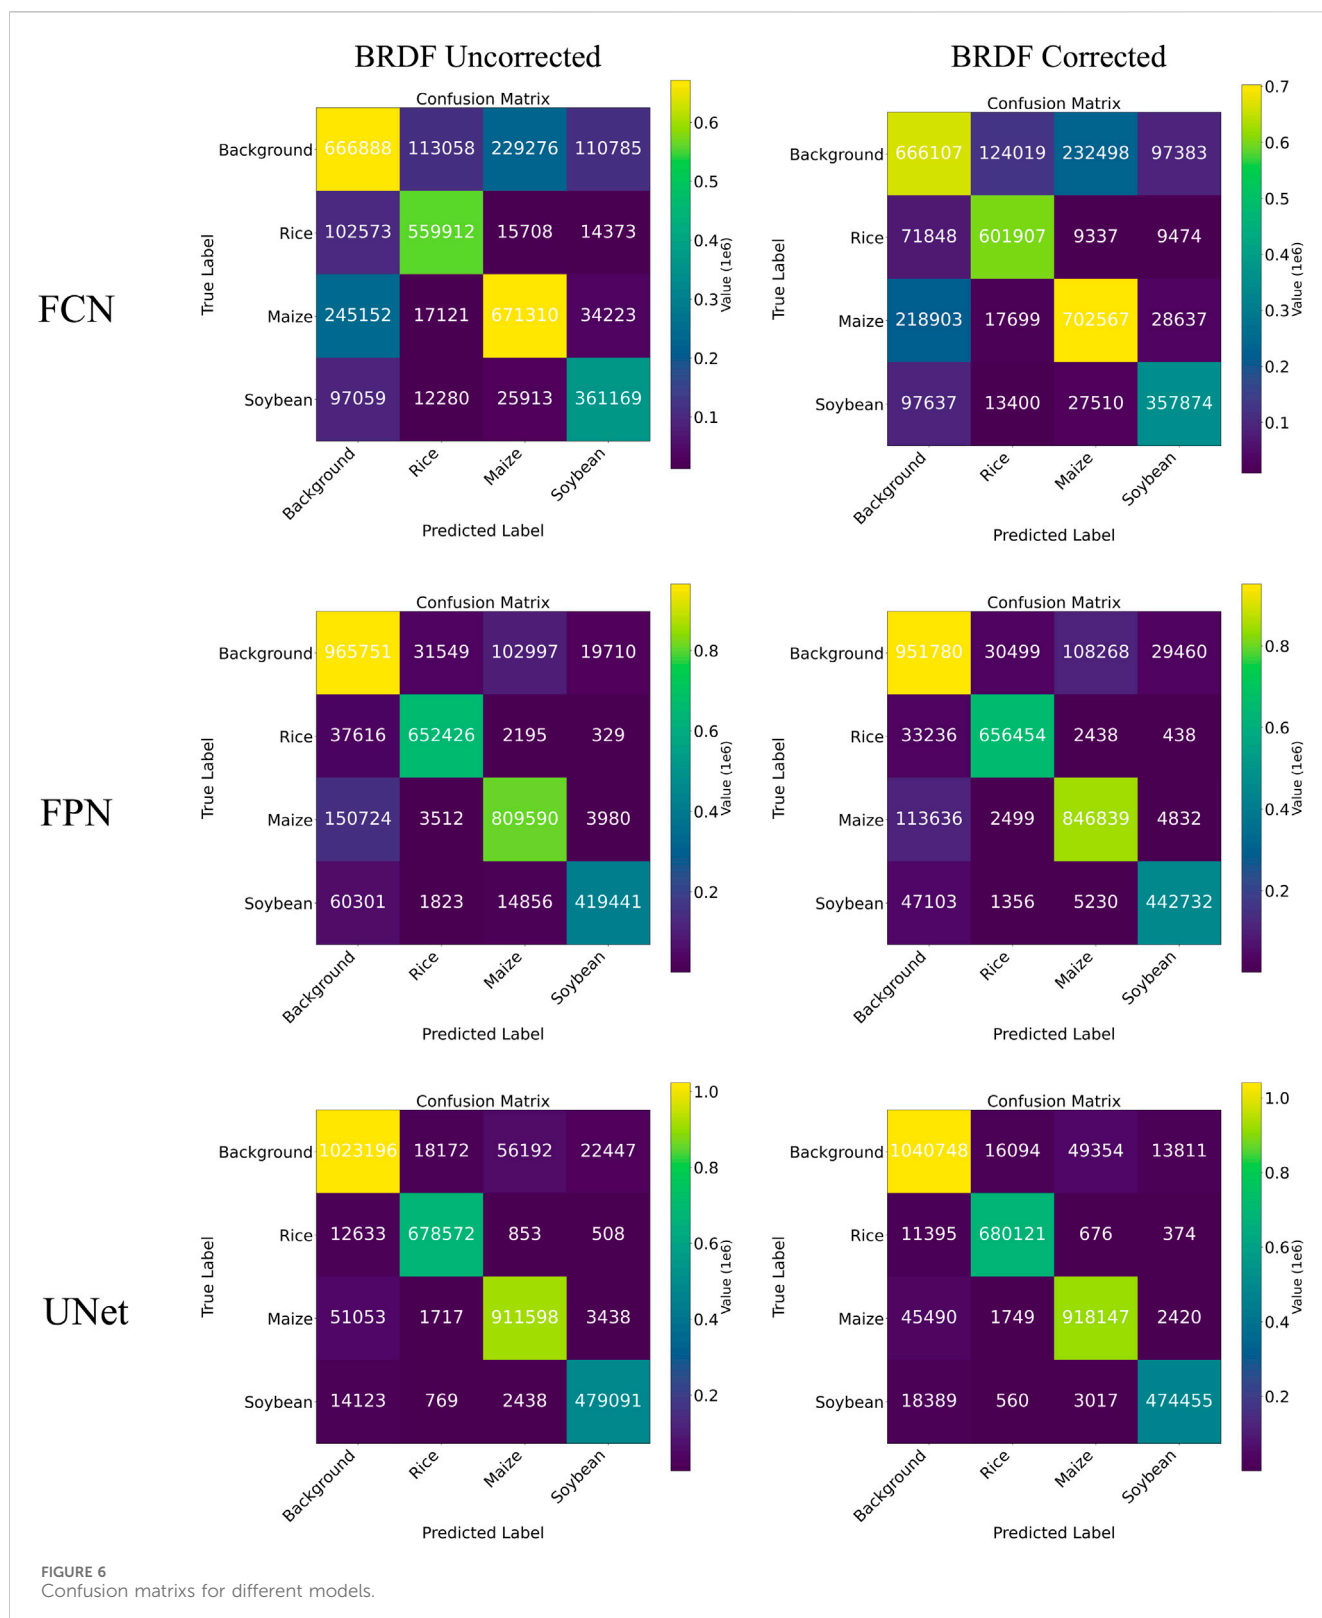 BRDF Uncorrected
BRDF Corrected
FCN
Confusion Matrix
True Label
Background
666888 113058 229276 110785
Rice
102573 559912 15708 14373
Maize
245152 17121 671310 34223
Soybean
97059 12280 25913 361169
Background Rice Maize Soybean
Predicted Label
0.6
0.5
0.4
0.3
0.2
0.1
Value (1e6)
Confusion Matrix
True Label
Background
666107 124019 232498 97383
Rice
71848 601907 9337 9474
Maize
218903 17699 702567 28637
Soybean
97637 13400 27510 357874
Background Rice Maize Soybean
Predicted Label
0.7
0.6
0.5
0.4
0.3
0.2
0.1
Value (1e6)
FPN
Confusion Matrix
True Label
Background
965751 31549 102997 19710
Rice
37616 652426 2195 329
Maize
150724 3512 809590 3980
Soybean
60301 1823 14856 419441
Background Rice Maize Soybean
Predicted Label
0.8
0.6
0.4
0.2
Value (1e6)
Confusion Matrix
True Label
Background
951780 30499 108268 29460
Rice
33236 656454 2438 438
Maize
113636 2499 846839 4832
Soybean
47103 1356 5230 442732
Background Rice Maize Soybean
Predicted Label
0.8
0.6
0.4
0.2
Value (1e6)
UNet
Confusion Matrix
True Label
Background
1023196 18172 56192 22447
Rice
12633 678572 853 508
Maize
51053 1717 911598 3438
Soybean
14123 769 2438 479091
Background Rice Maize Soybean
Predicted Label
1.0
0.8
0.6
0.4
0.2
Value (1e6)
Confusion Matrix
True Label
Background
1040748 16094 49354 13811
Rice
11395 680121 676 374
Maize
45490 1749 918147 2420
Soybean
18389 560 3017 474455
Background Rice Maize Soybean
Predicted Label
1.0
0.8
0.6
0.4
0.2
Value (1e6)
FIGURE 6
Confusion matrixs for different models.